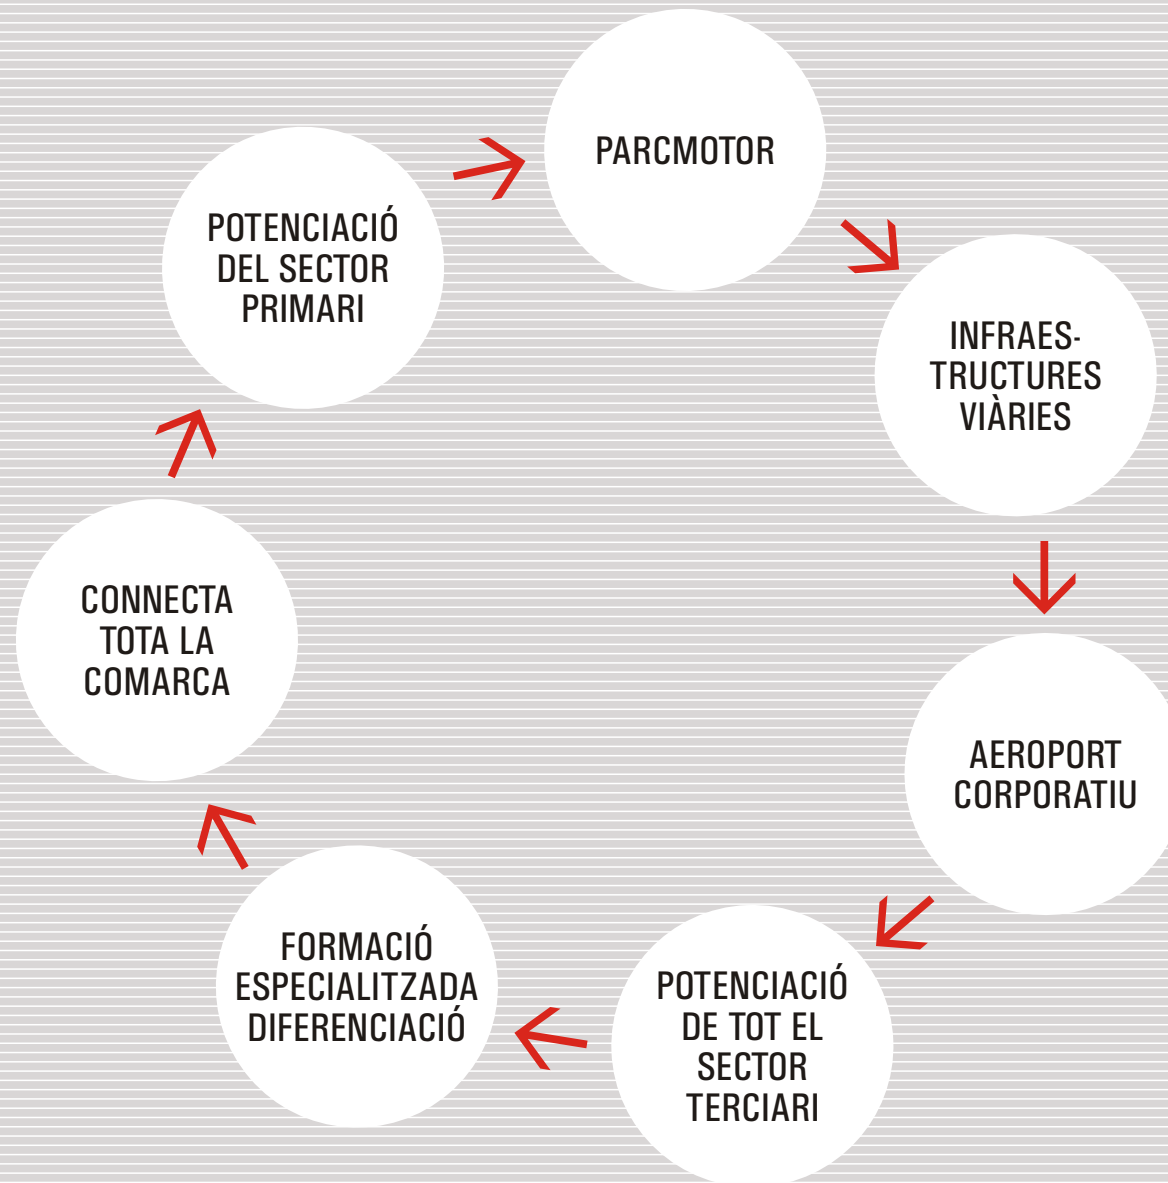 PARCMOTOR
INFRAES-
TRUCTURES
VIÀRIES
AEROPORT
CORPORATIU
POTENCIACIÓ
DE TOT EL
SECTOR
TERCIARI
FORMACIÓ
ESPECIALITZADA
DIFERENCIACIÓ
CONNECTA
TOTA LA
COMARCA
POTENCIACIÓ
DEL SECTOR
PRIMARI